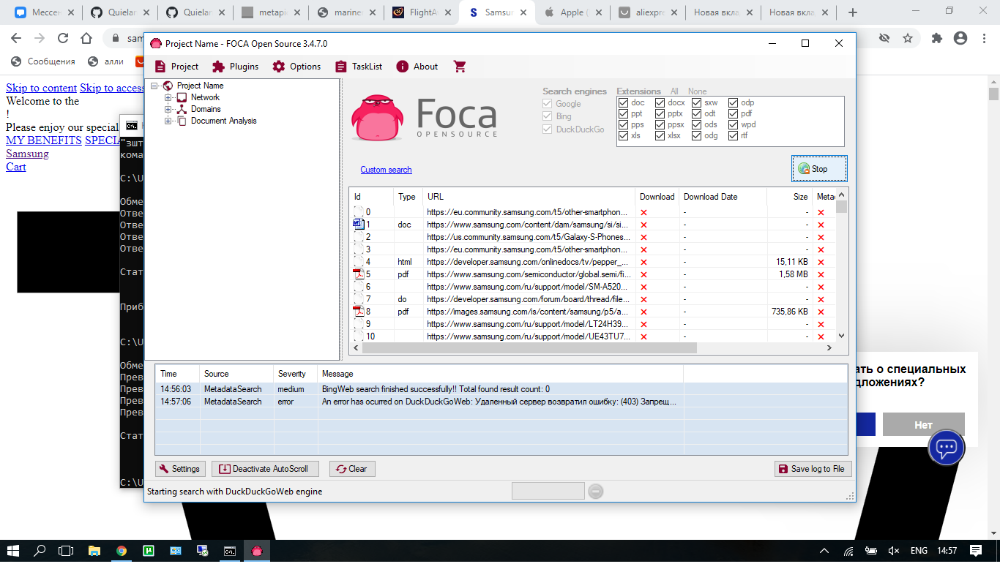 Мессен
Quielan
Quielan
metapic
mariner
FlightA
Samsun
Apple (
aliexpre
Новая вкла
Новая вкла
sam
Сообщения
алли
Skip to content Skip to acces
Welcome to the
!
Please enjoy our special
MY BENEFITS SPECIA
Samsung
Cart
"зшт
кома
C:\U
Обме
Отве
Отве
Отве
Отве
Стат
Приб
C:\U
Обме
Прев
Прев
Прев
Прев
Стат
C:\U
Project Name - FOCA Open Source 3.4.7.0
Project Plugins Options TaskList About
Project Name
Network
Domains
Document Analysis
Foca
OPENSOURCE
Search engines
Google
Bing
DuckDuckGo
Extensions All None
doc docx sxw odp
ppt pptx odt pdf
pps ppsx ods wpd
xls xlsx odg rtf
Custom search
Stop
Id Type URL Download Download Date Size Metad
0 https://eu.community.samsung.com/t5/other-smartphon... - -
1 doc https://www.samsung.com/content/dam/samsung/si/si... - -
2 https://us.community.samsung.com/t5/Galaxy-S-Phones... - -
3 https://eu.community.samsung.com/t5/other-smartphon... - -
4 html https://developer.samsung.com/onlinedocs/tv/pepper_... - 15,11 KB
5 pdf https://www.samsung.com/semiconductor/global.semi/fi... - 1,58 MB
6 https://www.samsung.com/ru/support/model/SM-A520... - -
7 do https://developer.samsung.com/forum/board/thread/file... - -
8 pdf https://images.samsung.com/is/content/samsung/p5/a... - 735,86 KB
9 https://www.samsung.com/ru/support/model/LT24H39... - -
10 https://www.samsung.com/ru/support/model/UE43TU7... - -
Time Source Severity Message
14:56:03 MetadataSearch medium BingWeb search finished successfully!! Total found result count: 0
14:57:06 MetadataSearch error An error has ocurred on DuckDuckGoWeb: Удаленный сервер возвратил ошибку: (403) Запрещ...
Settings Deactivate AutoScroll Clear Save log to File
Starting search with DuckDuckGoWeb engine
ать о специальных
дложениях?
Нет
ENG 14:57